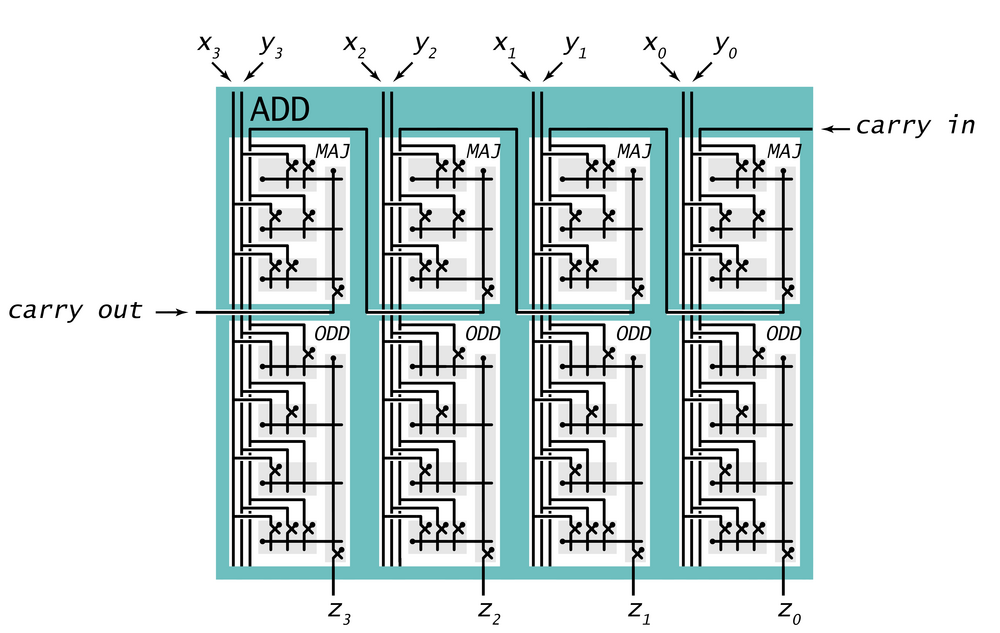 x3 y3 x2 y2 x1 y1 x0 y0
ADD
carry in
MAJ MAJ MAJ MAJ
carry out
ODD ODD ODD ODD
z3 z2 z1 z0